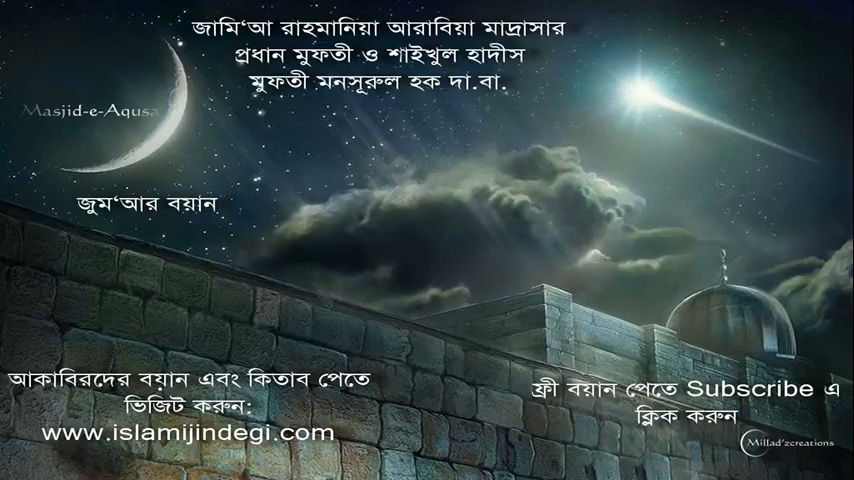 জামি‘আ রাহমানিয়া আরাবিয়া মাদ্রাসার
প্রধান মুফতী ও শাইখুল হাদীস
মুফতী মনসূরুল হক দা.বা.
Masjid-e-Aqusa
জুম‘আর বয়ান
আকাবিরদের বয়ান এবং কিতাব পেতে
ভিজিট করুন:
www.islamijindegi.com
ফ্রী বয়ান পেতে Subscribe এ
ক্লিক করুন
Millad'zcreations